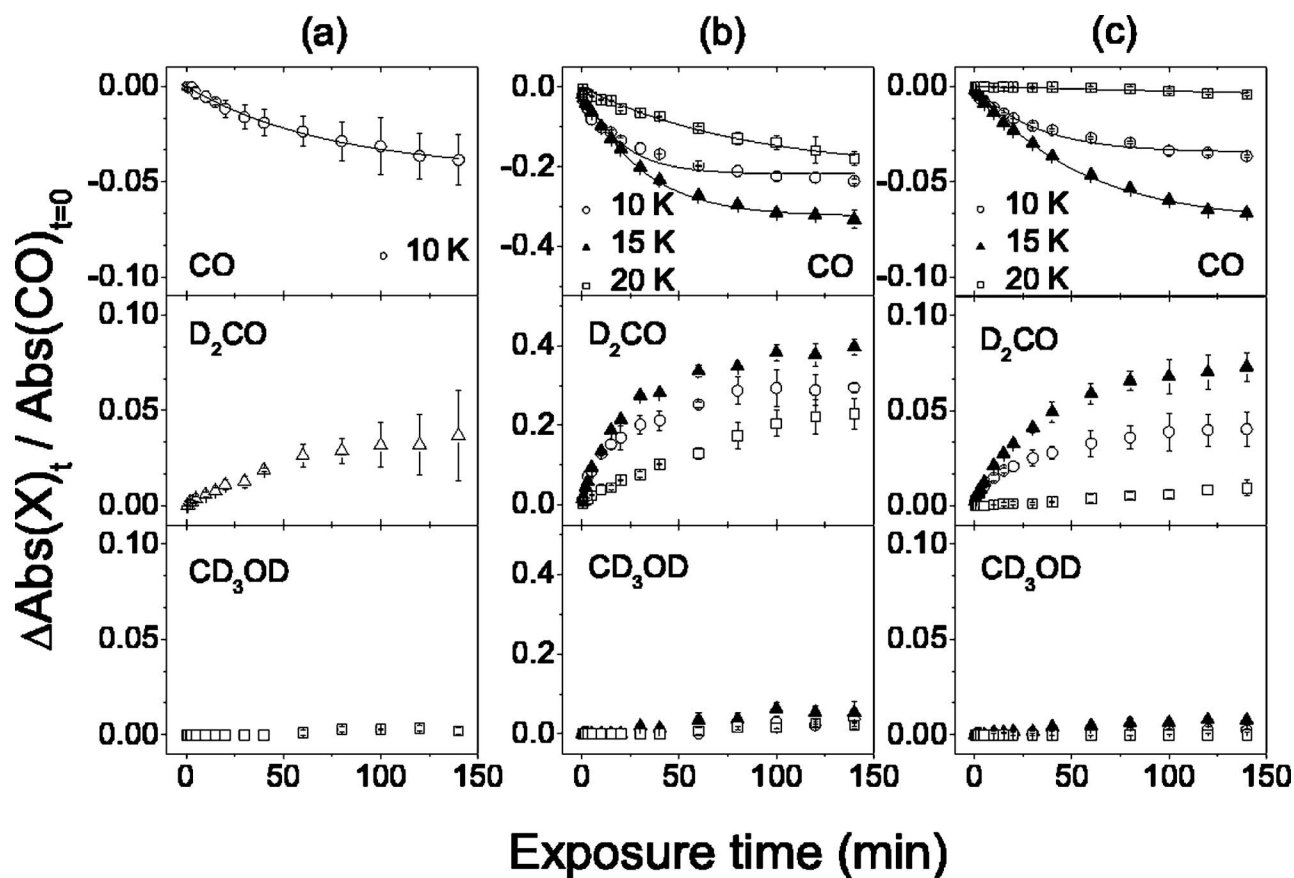 (a) (b) (c)
ΔAbs(X)t / Abs(CO)t=0
0.00
-0.05
-0.10
CO
10 K
0.0
-0.2
-0.4
10 K
15 K
20 K
CO
0.00
-0.05
-0.10
10 K
15 K
20 K
CO
0.10
0.05
0.00
D2CO
0.4
0.2
0.0
D2CO
0.10
0.05
0.00
D2CO
0.10
0.05
0.00
CD3OD
0.4
0.2
0.0
CD3OD
0.10
0.05
0.00
CD3OD
0 50 100 150
0 50 100 150
0 50 100 150
Exposure time (min)